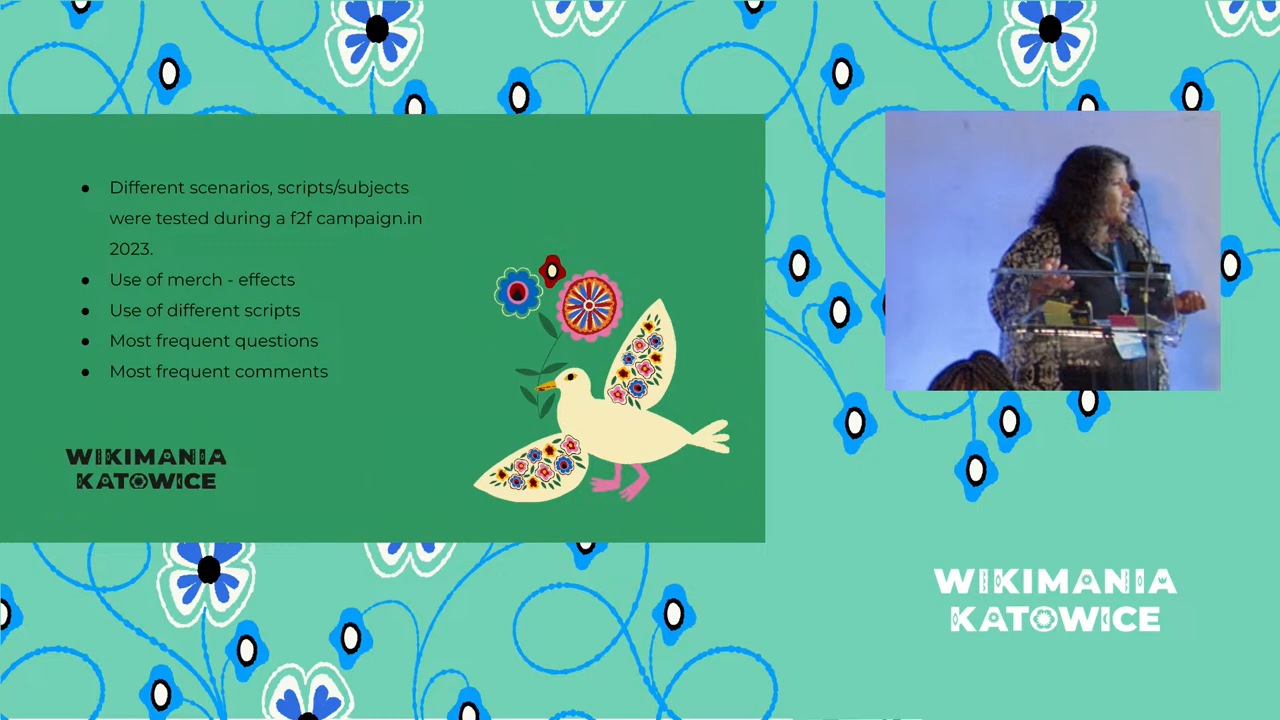 ● Different scenarios, scripts/subjects
were tested during a f2f campaign.in
2023.
● Use of merch - effects
● Use of different scripts
● Most frequent questions
● Most frequent comments
WIKIMANIA
KATOWICE
WIKIMANIA
KATOWICE